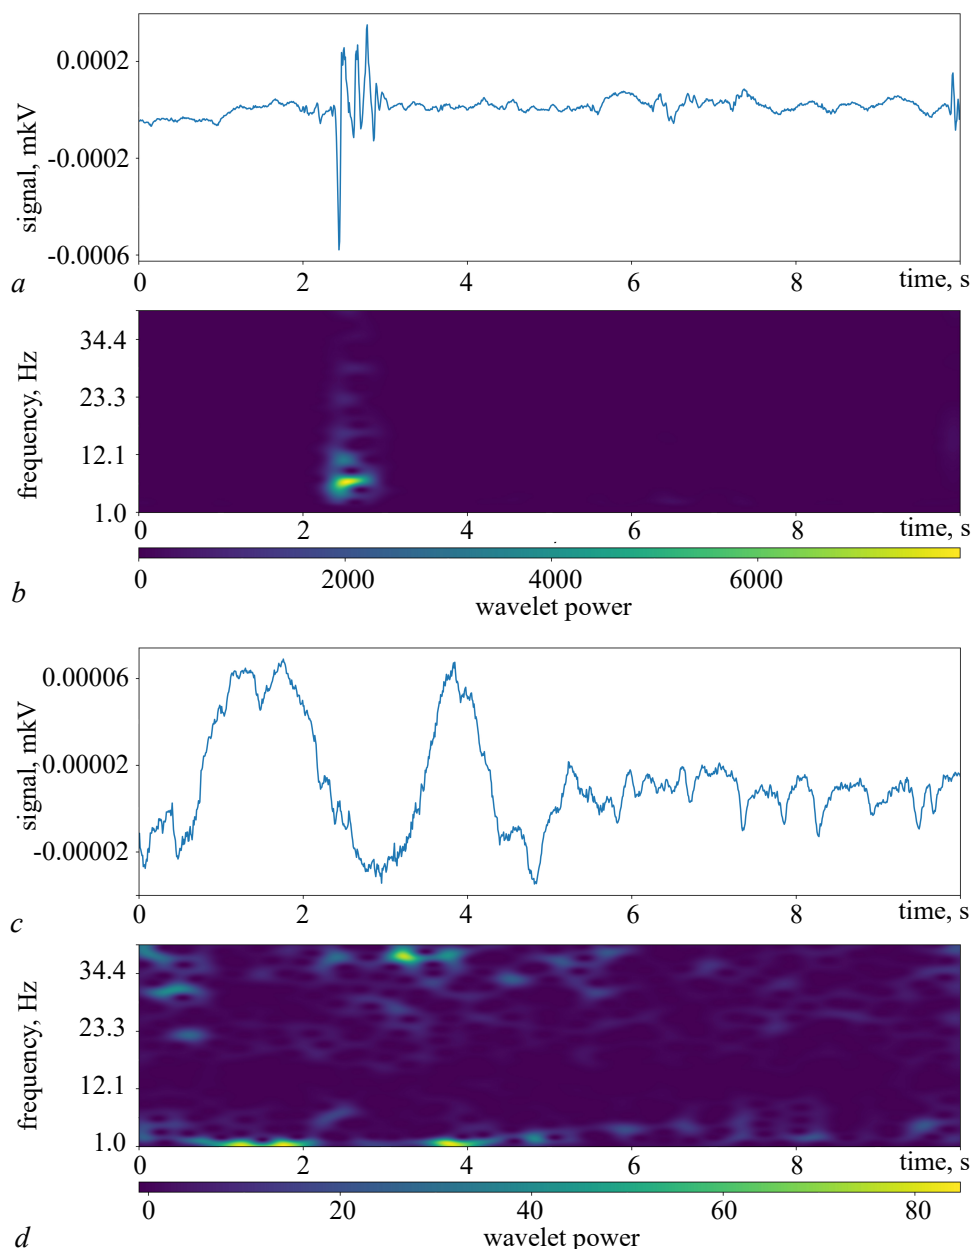 0.0002
-0.0002
-0.0006
signal, mkV
0 2 4 6 8 time, s
a
34.4
23.3
12.1
1.0
frequency, Hz
0 2 4 6 8 time, s
0 2000 4000 6000
wavelet power
b
0.00006
0.00002
-0.00002
signal, mkV
0 2 4 6 8 time, s
c
34.4
23.3
12.1
1.0
frequency, Hz
0 2 4 6 8 time, s
0 20 40 60 80
wavelet power
d